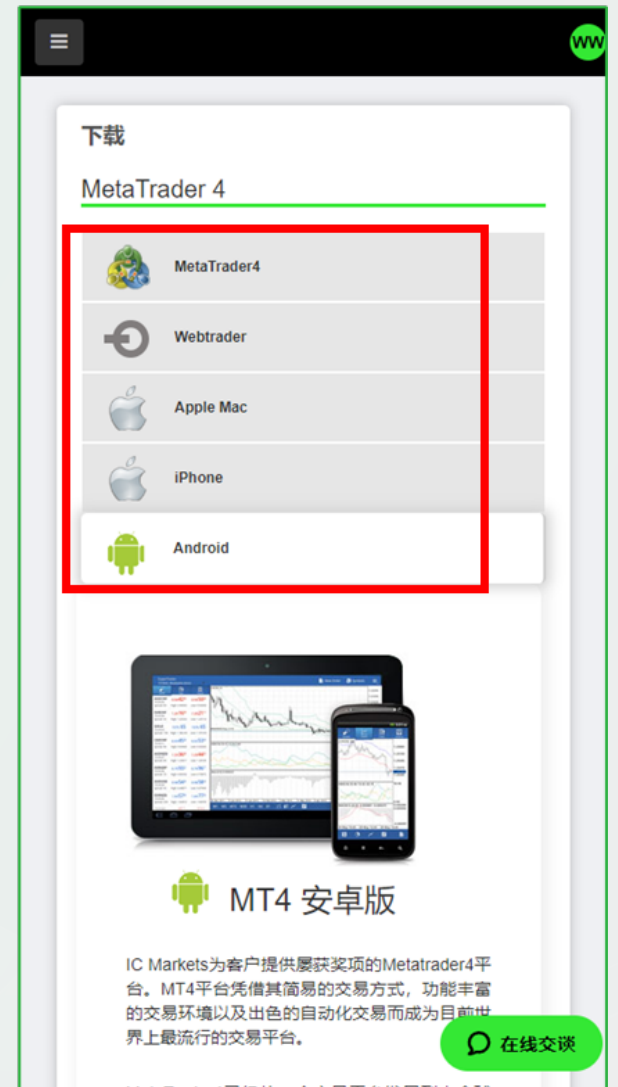 WW
下载
MetaTrader 4
MetaTrader4
Webtrader
Apple Mac
iPhone
Android
MT4 安卓版
IC Markets为客户提供屡获奖项的Metatrader4平
台。MT4平台凭借其简易的交易方式，功能丰富
的交易环境以及出色的自动化交易而成为目前世
界上最流行的交易平台。
在线交谈